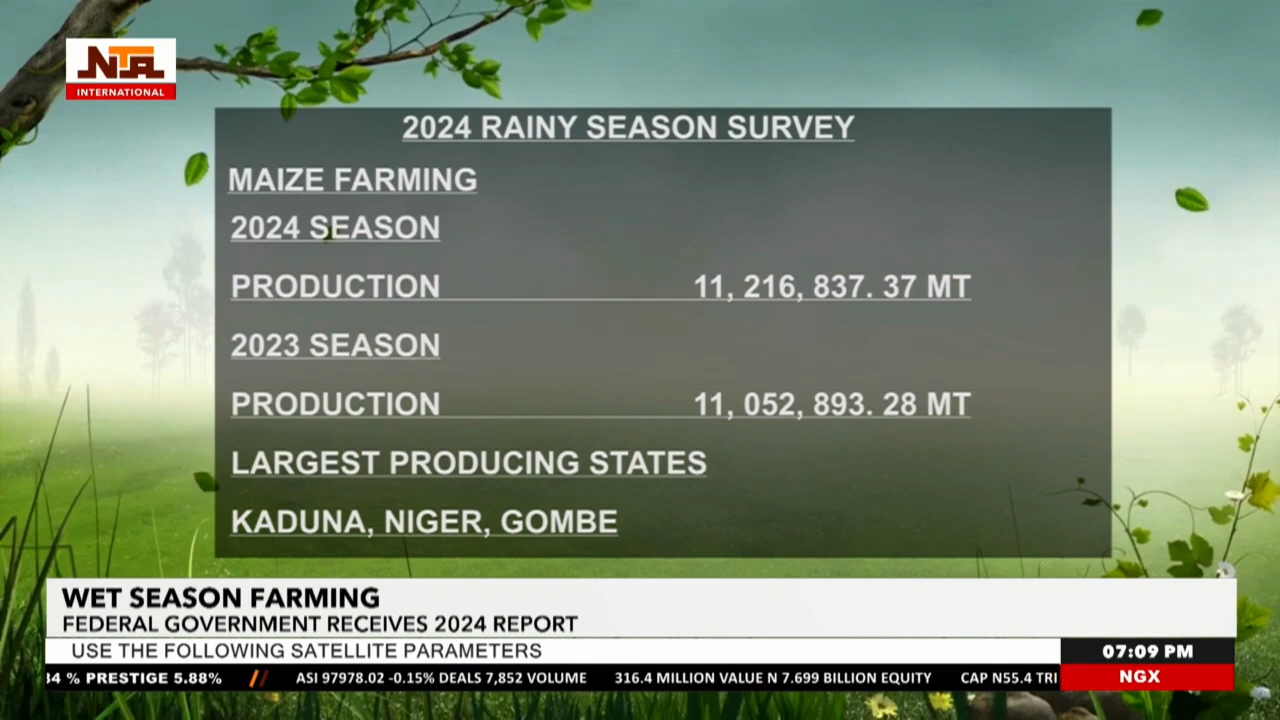 NTA
INTERNATIONAL
2024 RAINY SEASON SURVEY
MAIZE FARMING
2024 SEASON
PRODUCTION 11, 216, 837. 37 MT
2023 SEASON
PRODUCTION 11, 052, 893. 28 MT
LARGEST PRODUCING STATES
KADUNA, NIGER, GOMBE
WET SEASON FARMING
FEDERAL GOVERNMENT RECEIVES 2024 REPORT
USE THE FOLLOWING SATELLITE PARAMETERS
07:09 PM
84 % PRESTIGE 5.88% // ASI 97978.02 -0.15% DEALS 7,852 VOLUME 316.4 MILLION VALUE N 7.699 BILLION EQUITY CAP N55.4 TRI
NGX